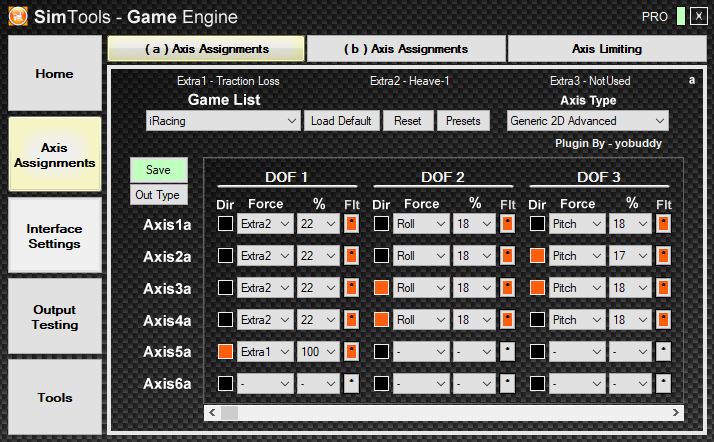 SimTools - Game Engine PRO X
Home
Axis Assignments
Interface Settings
Output Testing
Tools
( a ) Axis Assignments ( b ) Axis Assignments Axis Limiting
Extra1 - Traction Loss Extra2 - Heave-1 Extra3 - NotUsed a
Game List Axis Type
iRacing Load Default Reset Presets Generic 2D Advanced
Plugin By - yobuddy
Save
Out Type
DOF 1 DOF 2 DOF 3
Dir Force % Flt Dir Force % Flt Dir Force % Flt
Axis1a Extra2 22 * Roll 18 * Pitch 18 *
Axis2a Extra2 22 * Roll 18 * Pitch 17 *
Axis3a Extra2 22 * Roll 18 * Pitch 18 *
Axis4a Extra2 22 * Roll 18 * Pitch 18 *
Axis5a Extra1 100 * - - * - - *
Axis6a - - * - - * - - *